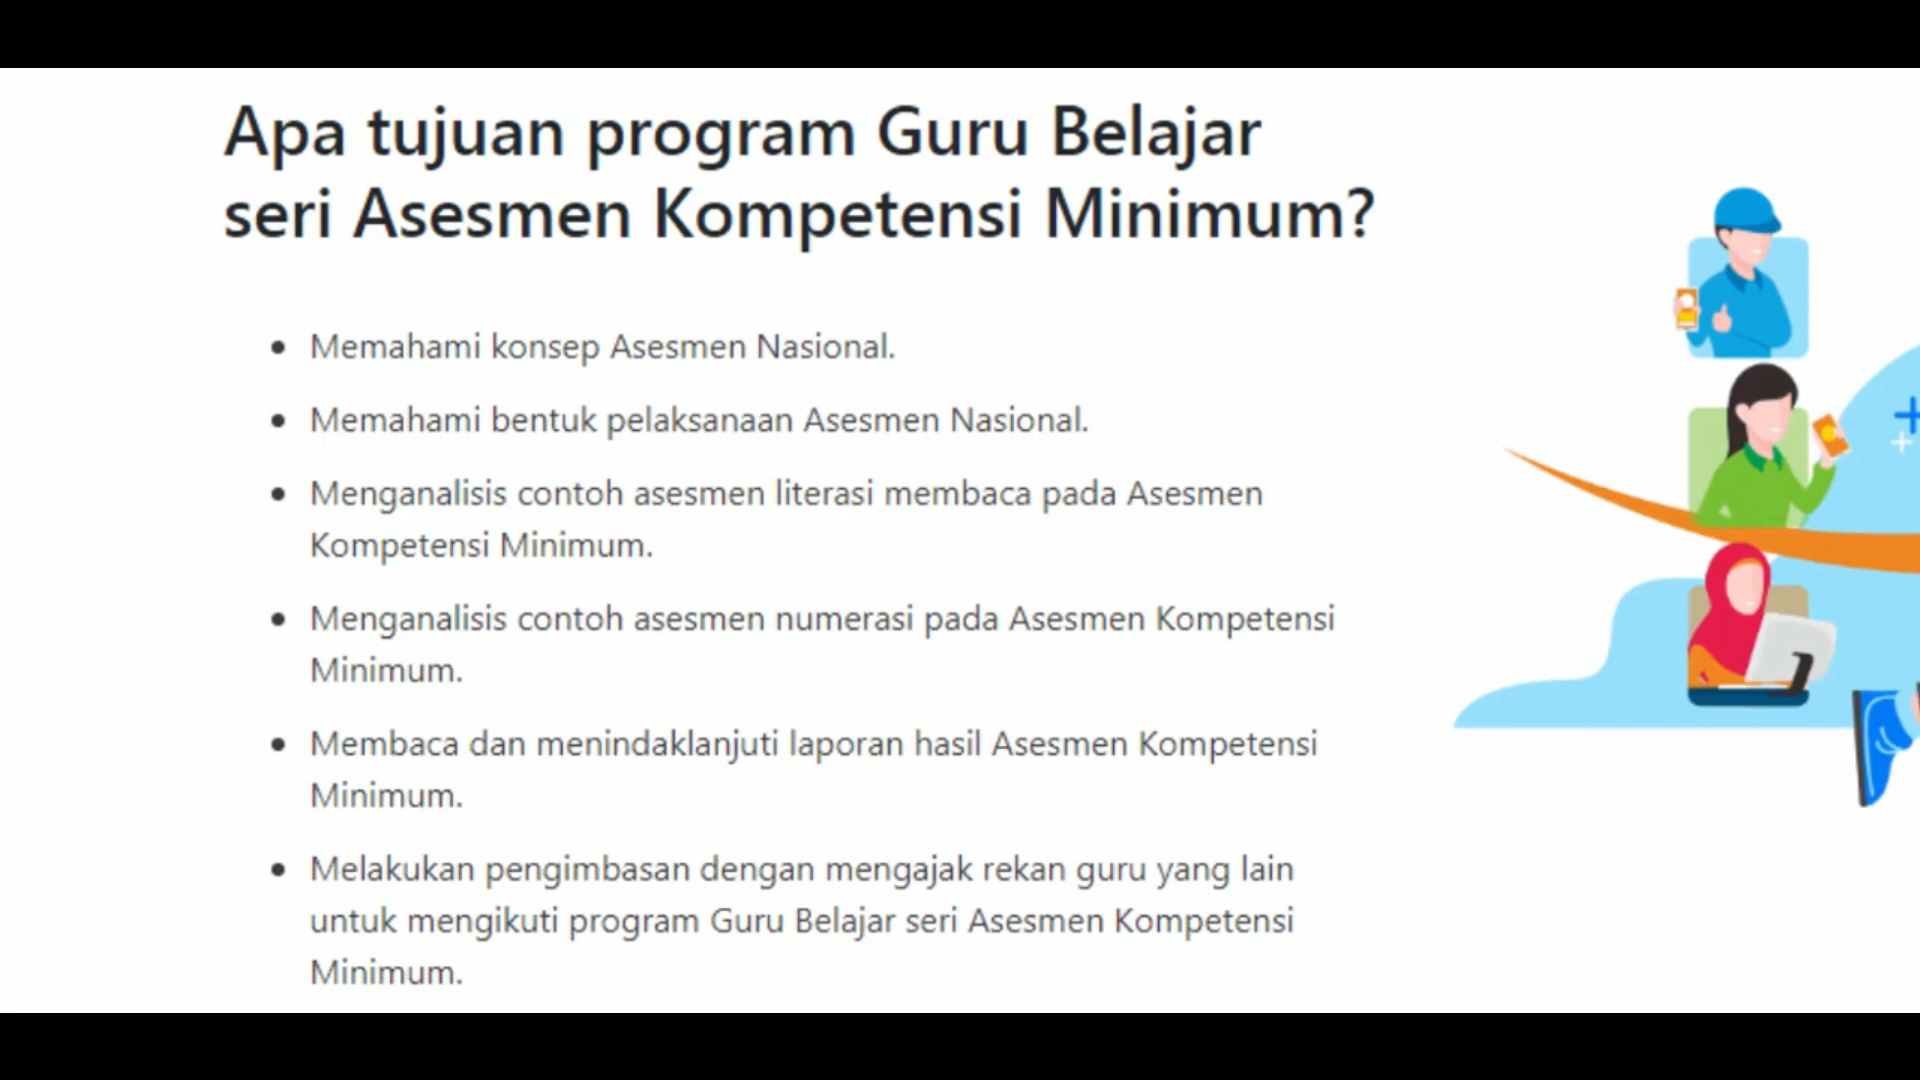 Apa tujuan program Guru Belajar
seri Asesmen Kompetensi Minimum?
• Memahami konsep Asesmen Nasional.
• Memahami bentuk pelaksanaan Asesmen Nasional.
• Menganalisis contoh asesmen literasi membaca pada Asesmen
Kompetensi Minimum.
• Menganalisis contoh asesmen numerasi pada Asesmen Kompetensi
Minimum.
• Membaca dan menindaklanjuti laporan hasil Asesmen Kompetensi
Minimum.
• Melakukan pengimbasan dengan mengajak rekan guru yang lain
untuk mengikuti program Guru Belajar seri Asesmen Kompetensi
Minimum.